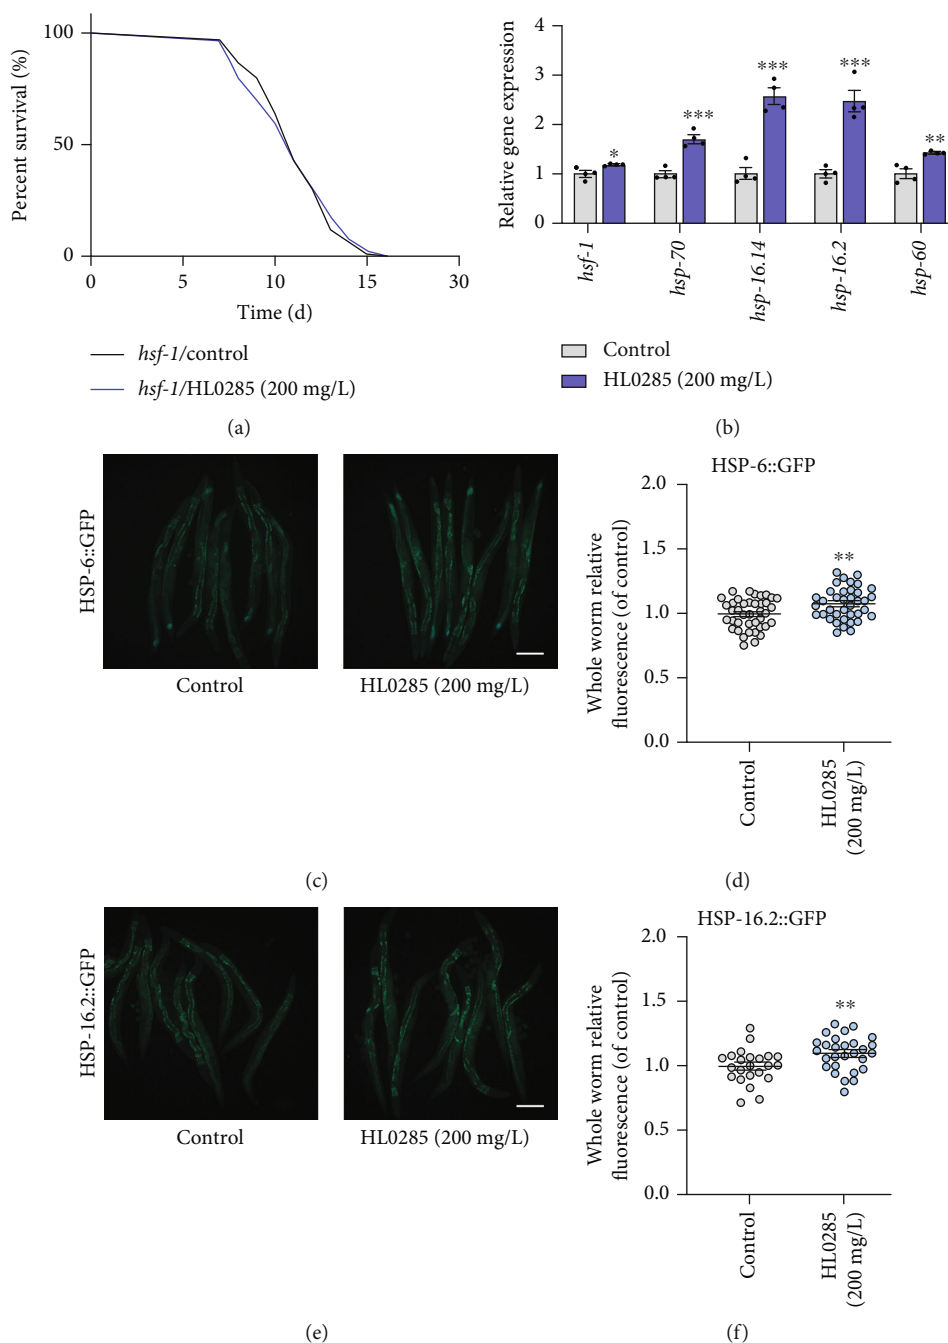 100
50
0
Percent survival (%)
0 5 10 15 30
Time (d)
hsf-1/control
hsf-1/HL0285 (200 mg/L)
(a)
4
3
2
1
0
Relative gene expression
*
***
***
***
**
hsf-1
hsp-70
hsp-16.14
hsp-16.2
hsp-60
Control
HL0285 (200 mg/L)
(b)
HSP-6::GFP
Control
HL0285 (200 mg/L)
(c)
HSP-6::GFP
2.0
1.5
1.0
0.5
0.0
Whole worm relative
fluorescence (of control)
**
Control
HL0285
(200 mg/L)
(d)
HSP-16.2::GFP
Control
HL0285 (200 mg/L)
(e)
HSP-16.2::GFP
2.0
1.5
1.0
0.5
0.0
Whole worm relative
fluorescence (of control)
**
Control
HL0285
(200 mg/L)
(f)